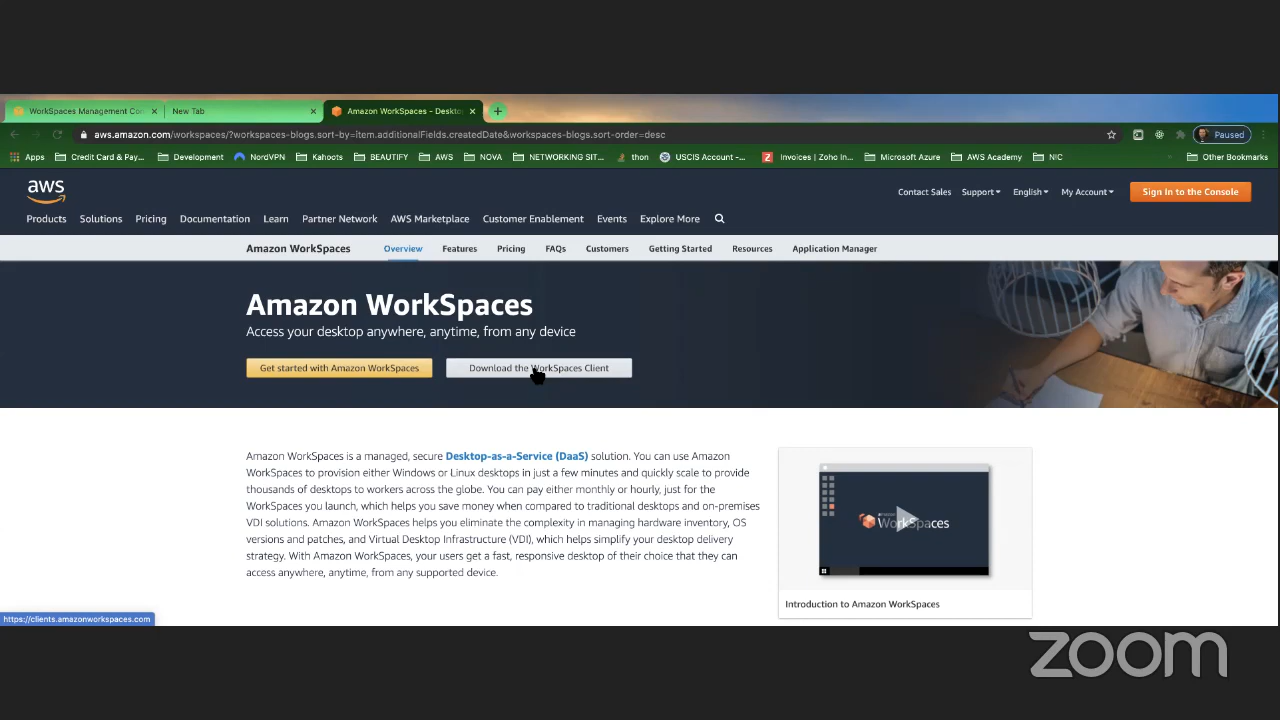 WorkSpaces Management Co
New Tab
Amazon WorkSpaces - Deskto
aws.amazon.com/workspaces/?workspaces-blogs.sort-by=item.additionalFields.createdDate&workspaces-blogs.sort-order=desc
Paused
Apps Credit Card & Pay... Development NordVPN Kahoots BEAUTIFY AWS NOVA NETWORKING SIT... thon USCIS Account -... Invoices | Zoho In... Microsoft Azure AWS Academy NIC Other Bookmarks
aws
Contact Sales Support English My Account Sign In to the Console
Products Solutions Pricing Documentation Learn Partner Network AWS Marketplace Customer Enablement Events Explore More
Amazon WorkSpaces Overview Features Pricing FAQs Customers Getting Started Resources Application Manager
Amazon WorkSpaces
Access your desktop anywhere, anytime, from any device
Get started with Amazon WorkSpaces Download the WorkSpaces Client
Amazon WorkSpaces is a managed, secure Desktop-as-a-Service (DaaS) solution. You can use Amazon
WorkSpaces to provision either Windows or Linux desktops in just a few minutes and quickly scale to provide
thousands of desktops to workers across the globe. You can pay either monthly or hourly, just for the
WorkSpaces you launch, which helps you save money when compared to traditional desktops and on-premises
VDI solutions. Amazon WorkSpaces helps you eliminate the complexity in managing hardware inventory, OS
versions and patches, and Virtual Desktop Infrastructure (VDI), which helps simplify your desktop delivery
strategy. With Amazon WorkSpaces, your users get a fast, responsive desktop of their choice that they can
access anywhere, anytime, from any supported device.
WorkSpaces
Introduction to Amazon WorkSpaces
https://clients.amazonworkspaces.com
zoom